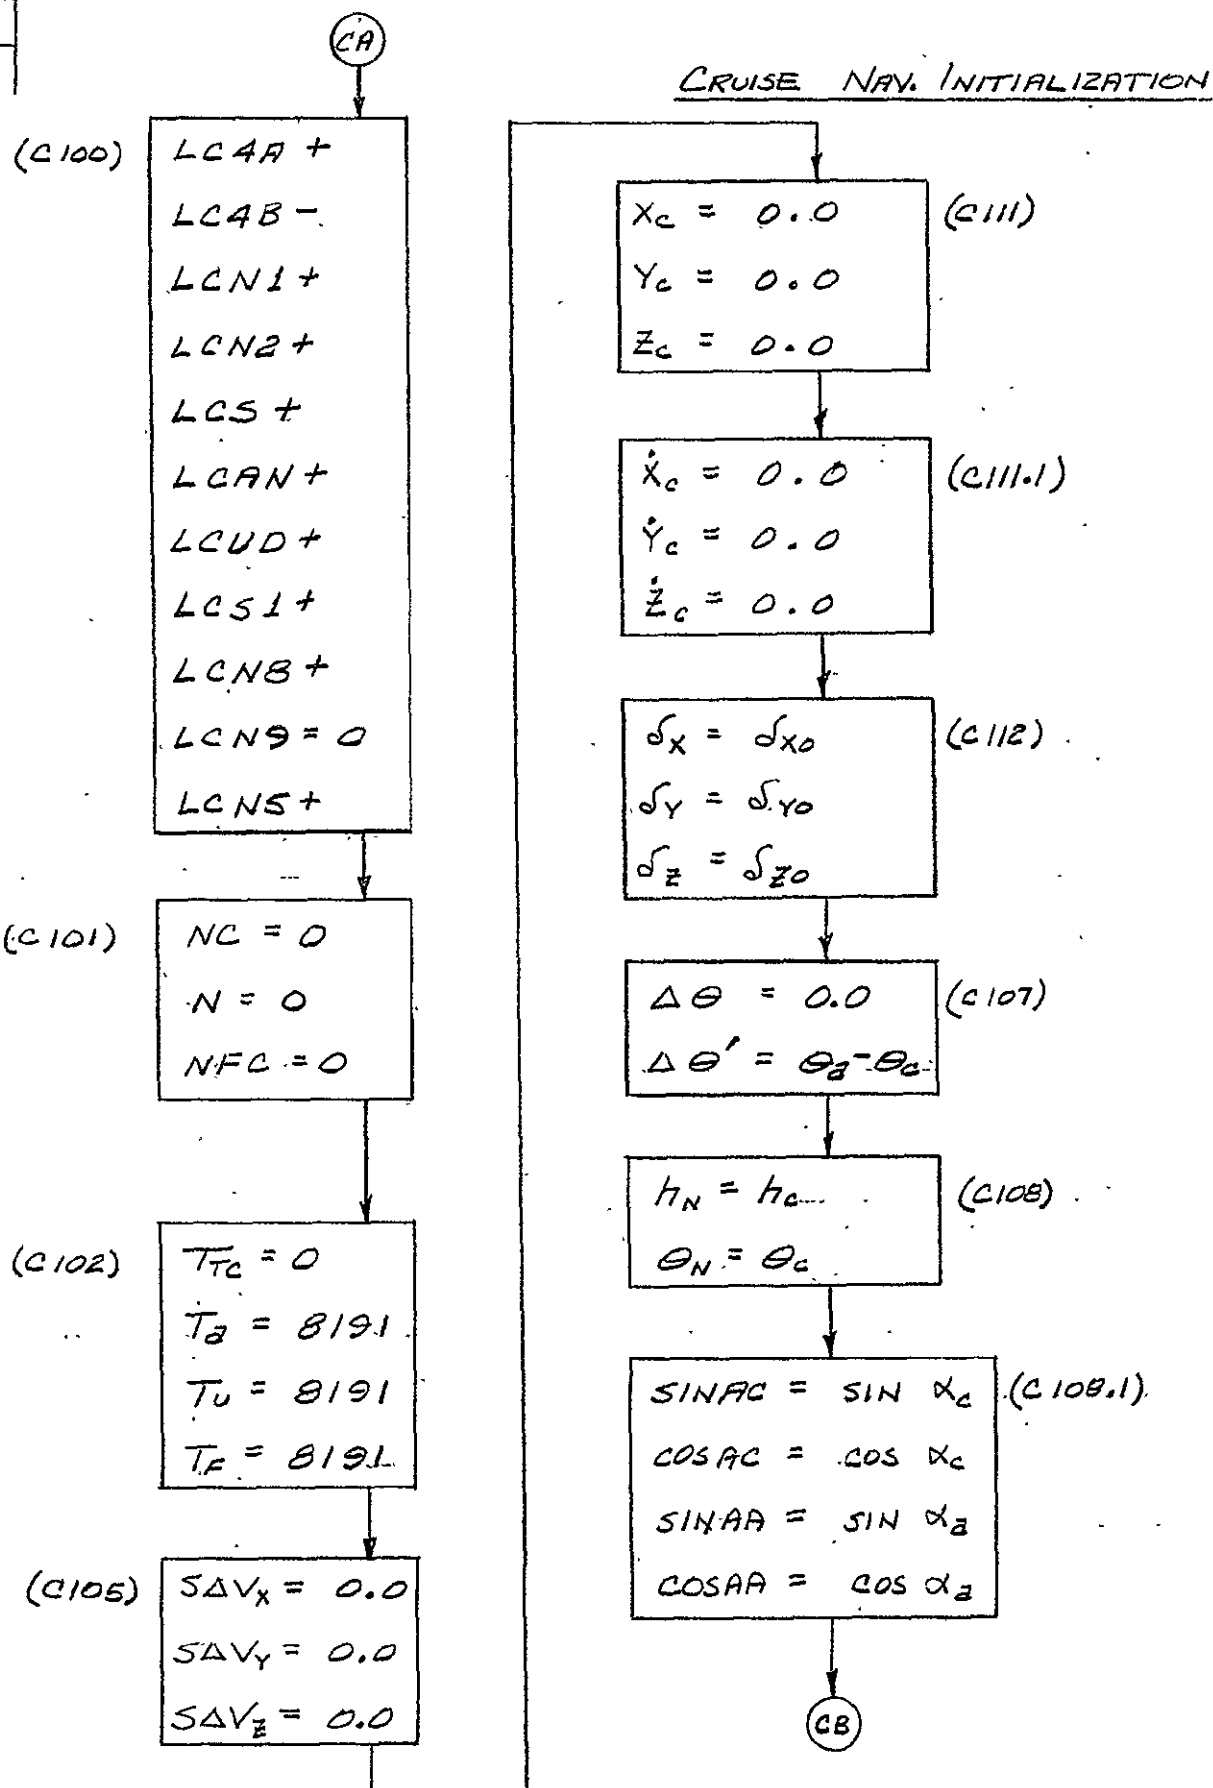 CRUISE NAV. INITIALIZATION
CA
(C100)
LC4A +
LC4B -
LCN1 +
LCN2 +
LCS +
LCAN +
LCUD +
LCS1 +
LCN8 +
LCN9 = 0
LCN5 +
(C101)
NC = 0
N = 0
NFC = 0
(C102)
T_TC = 0
T_a = 8191
T_U = 8191
T_F = 8191
(C105)
SΔV_X = 0.0
SΔV_Y = 0.0
SΔV_Z = 0.0
(C111)
X_c = 0.0
Y_c = 0.0
Z_c = 0.0
(C111.1)
Ẋ_c = 0.0
Ẏ_c = 0.0
Ż_c = 0.0
(C112)
δ_X = δ_XO
δ_Y = δ_YO
δ_Z = δ_ZO
(C107)
Δθ = 0.0
Δθ' = θ_a - θ_c
(C108)
h_N = h_c
θ_N = θ_c
(C108.1)
SINAC = SIN α_c
COSAC = COS α_c
SINAA = SIN α_a
COSAA = COS α_a
CB